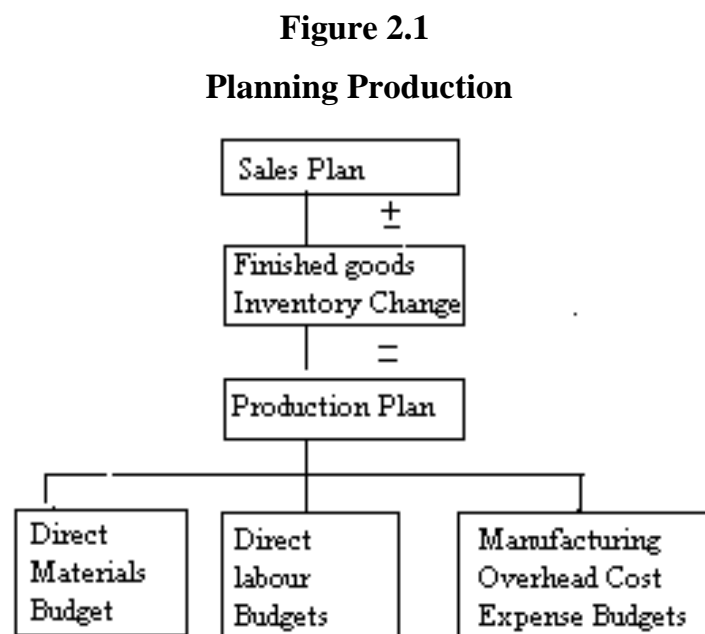 Figure 2.1
Planning Production
Sales Plan
±
Finished goods
Inventory Change
=
Production Plan
Direct
Materials
Budget
Direct
labour
Budgets
Manufacturing
Overhead Cost
Expense Budgets